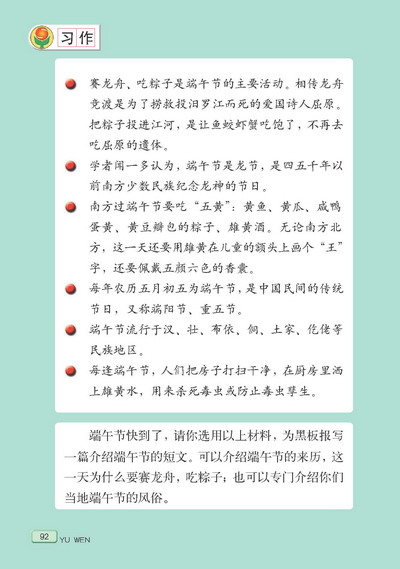 习作
赛龙舟、吃粽子是端午节的主要活动。相传龙舟
竞渡是为了捞救投汨罗江而死的爱国诗人屈原。
把粽子投进江河，是让鱼蛟虾蟹吃饱了，不再去
吃屈原的遗体。
学者闻一多认为，端午节是龙节，是四五千年以
前南方少数民族纪念龙神的节日。
南方过端午节要吃“五黄”：黄鱼、黄瓜、咸鸭
蛋黄、黄豆瓣包的粽子、雄黄酒。无论南方北
方，这一天还要用雄黄在儿童的额头上画个“王”
字，还要佩戴五颜六色的香囊。
每年农历五月初五为端午节，是中国民间的传统
节日，又称端阳节、重五节。
端午节流行于汉、壮、布依、侗、土家、仡佬等
民族地区。
每逢端午节，人们把房子打扫干净，在厨房里洒
上雄黄水，用来杀死毒虫或防止毒虫孳生。
端午节快到了，请你选用以上材料，为黑板报写
一篇介绍端午节的短文。可以介绍端午节的来历，这
一天为什么要赛龙舟，吃粽子；也可以专门介绍你们
当地端午节的风俗。
92
YU WEN